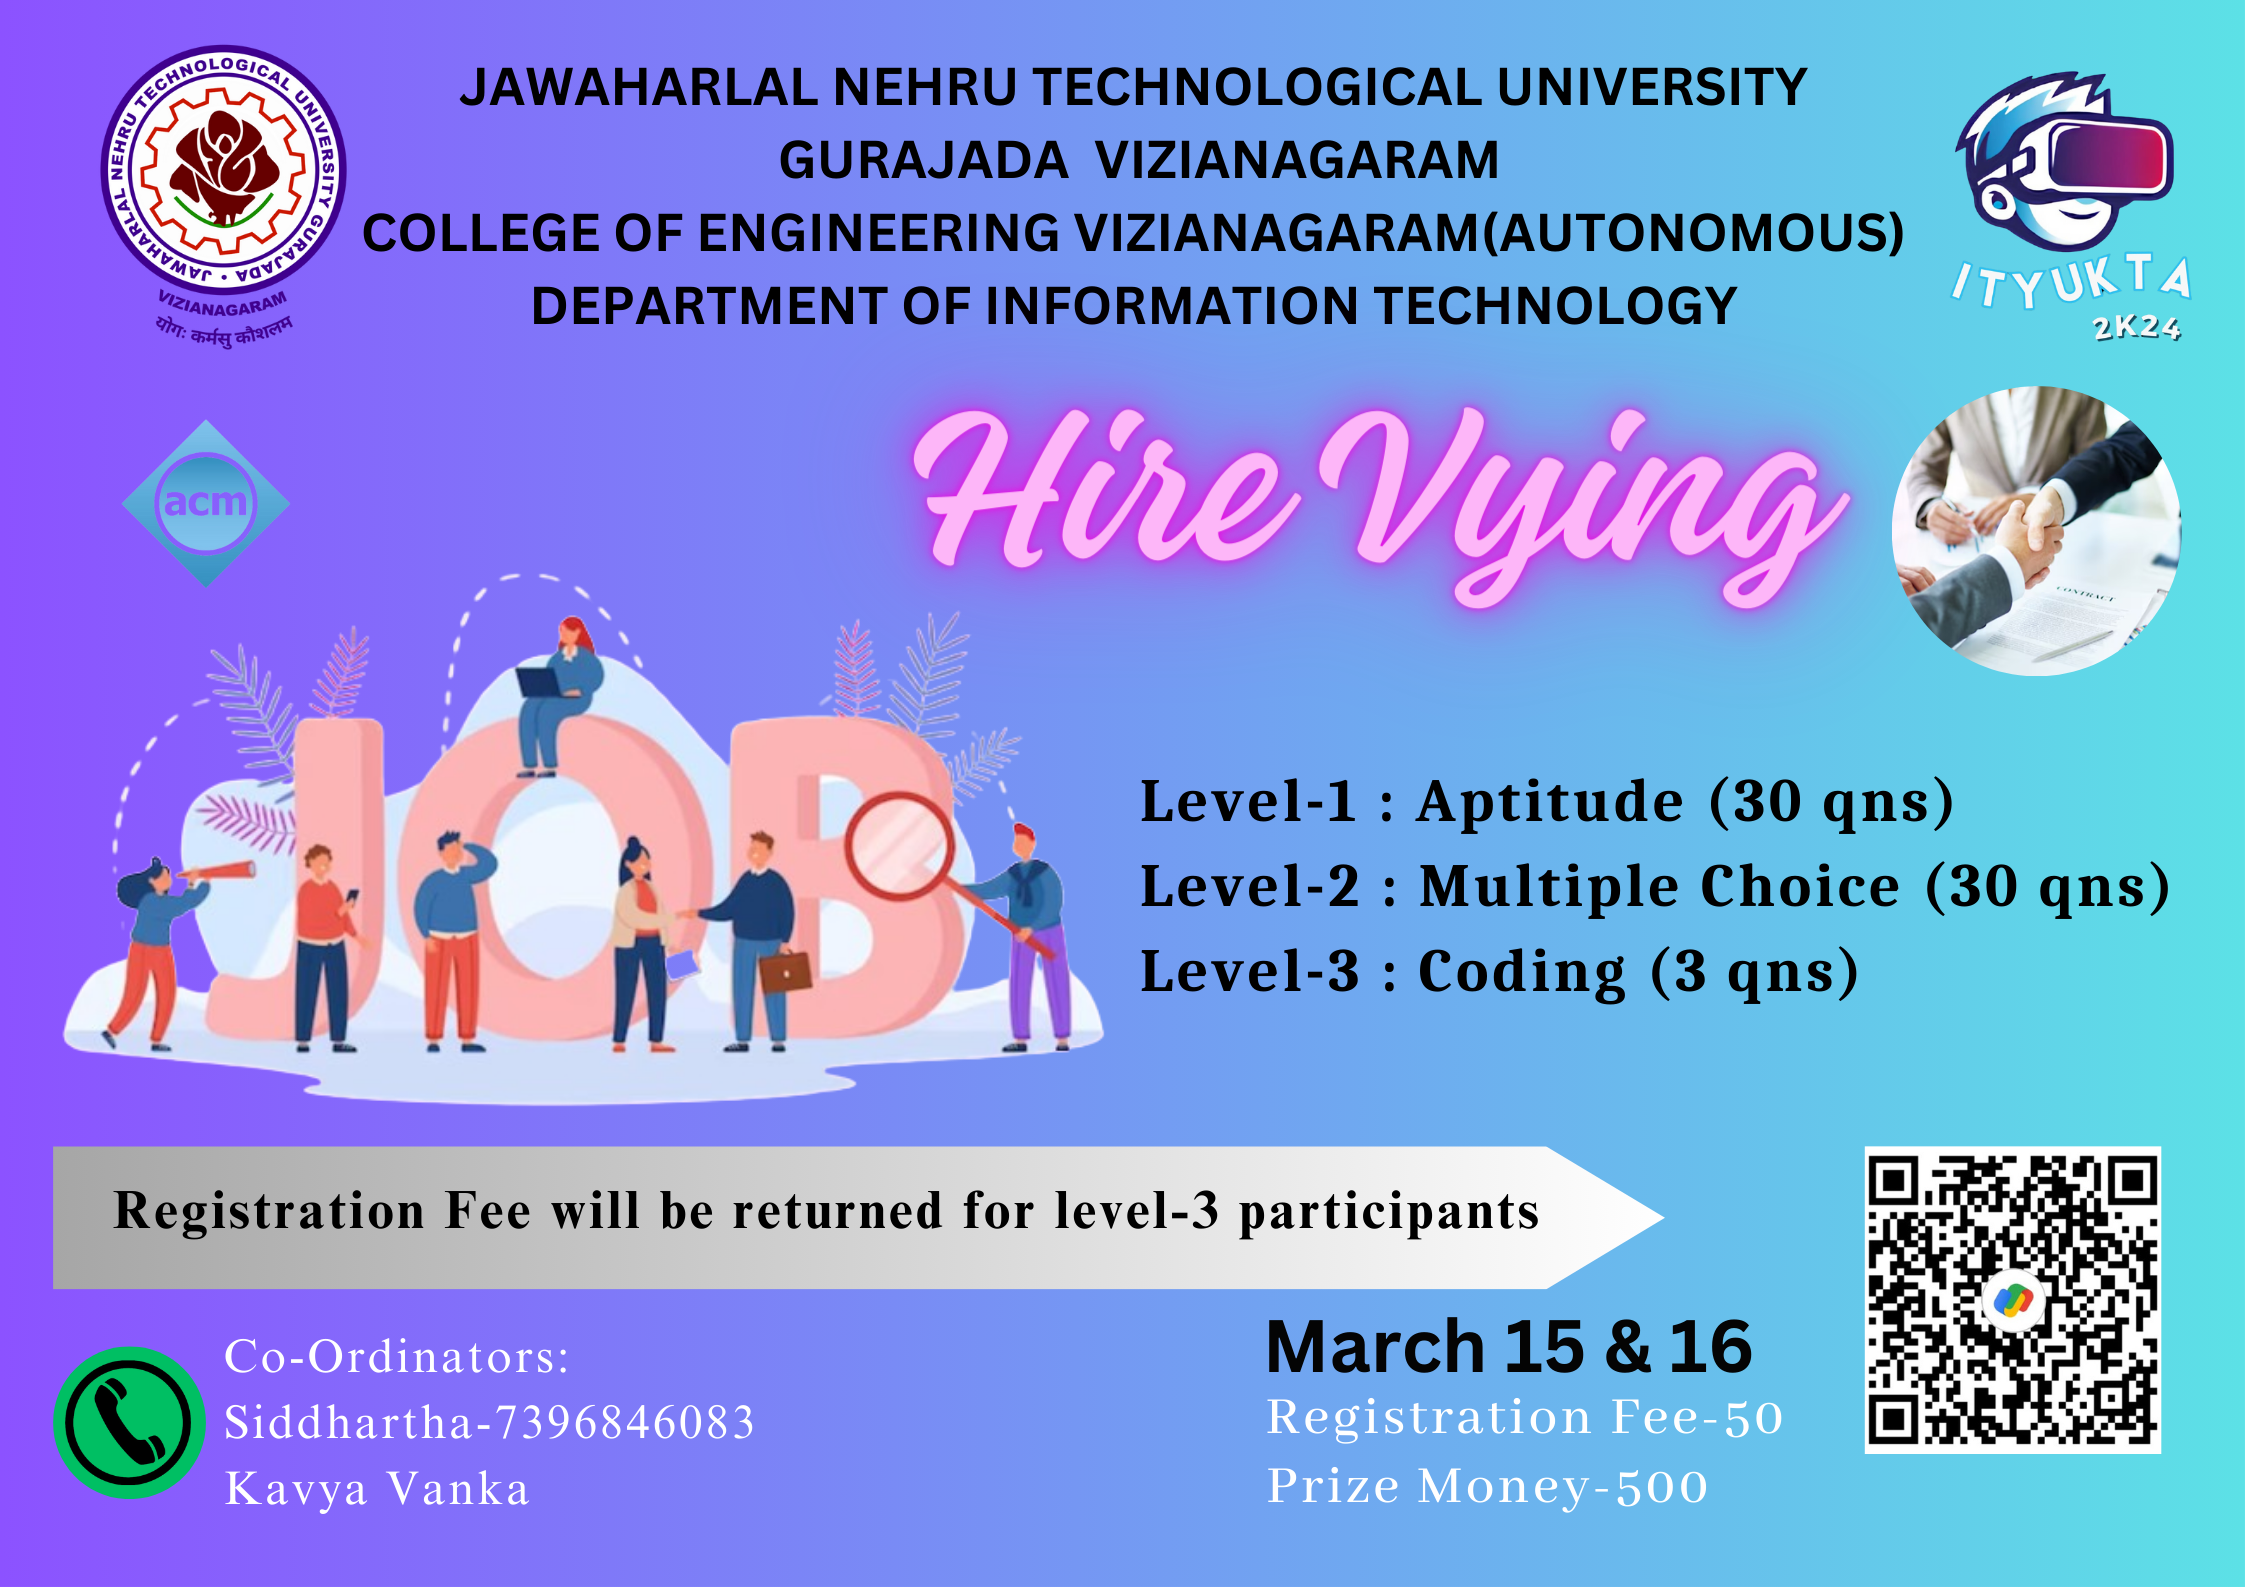 JAWAHARLAL NEHRU TECHNOLOGICAL UNIVERSITY
GURAJADA VIZIANAGARAM
COLLEGE OF ENGINEERING VIZIANAGARAM(AUTONOMOUS)
DEPARTMENT OF INFORMATION TECHNOLOGY
JAWAHARLAL NEHRU TECHNOLOGICAL UNIVERSITY GURAJADA
VIZIANAGARAM
योगः कर्मसु कौशलम
ITYUKTA
2K24
acm
Hire Vying
CONTRACT
JOB
Level-1 : Aptitude (30 qns)
Level-2 : Multiple Choice (30 qns)
Level-3 : Coding (3 qns)
Registration Fee will be returned for level-3 participants
Co-Ordinators:
Siddhartha-7396846083
Kavya Vanka
March 15 & 16
Registration Fee-50
Prize Money-500